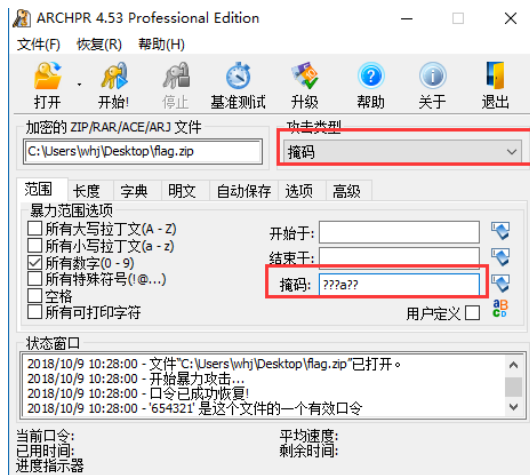 ARCHPR 4.53 Professional Edition
文件(F) 恢复(R) 帮助(H)
打开 开始! 停止 基准测试 升级 帮助 关于 退出
加密的 ZIP/RAR/ACE/ARJ 文件 攻击类型
C:\Users\whj\Desktop\flag.zip 掩码
范围 长度 字典 明文 自动保存 选项 高级
暴力范围选项
所有大写拉丁文(A - Z)
开始于:
所有小写拉丁文(a - z)
结束于:
所有数字(0 - 9)
所有特殊符号(!@...)
掩码: ???a??
空格
所有可打印字符
用户定义
状态窗口
2018/10/9 10:28:00 - 文件“C:\Users\whj\Desktop\flag.zip”已打开。
2018/10/9 10:28:00 - 开始暴力攻击...
2018/10/9 10:28:00 - 口令已成功恢复!
2018/10/9 10:28:00 - '654321' 是这个文件的一个有效口令
当前口令: 平均速度:
已用时间: 剩余时间:
进度指示器